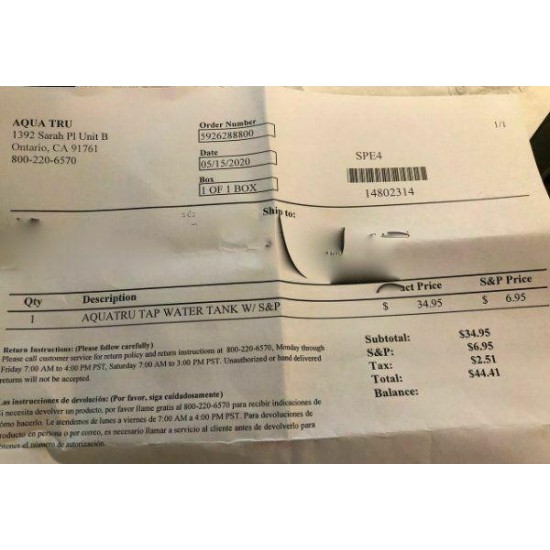 AQUA TRU
1392 Sarah Pl Unit B
Ontario, CA 91761
800-220-6570
Order Number
5926288800
Date
05/15/2020
Box
1 OF 1 BOX
1/1
SPE4
14802314
Ship to:
Qty Description act Price S&P Price
1 AQUATRU TAP WATER TANK W/ S&P $ 34.95 $ 6.95
Return Instructions: (Please follow carefully)
Please call customer service for return policy and return instructions at 800-220-6570, Monday through
Friday 7:00 AM to 4:00 PM PST, Saturday 7:00 AM to 3:00 PM PST. Unauthorized or hand delivered
returns will not be accepted.
Las instrucciones de devolución: (Por favor, siga cuidadosamente)
Si necesita devolver un producto, por favor llame gratis al 800-220-6570 para recibir indicaciones de
cómo hacerlo. Le atendemos de lunes a viernes de 7:00 AM a 4:00 PM PST. Para devoluciones de
producto en persona o por correo, es necesario llamar a servicio al cliente antes de devolverlo para
obtener el número de autorización.
Subtotal: $34.95
S&P: $6.95
Tax: $2.51
Total: $44.41
Balance: